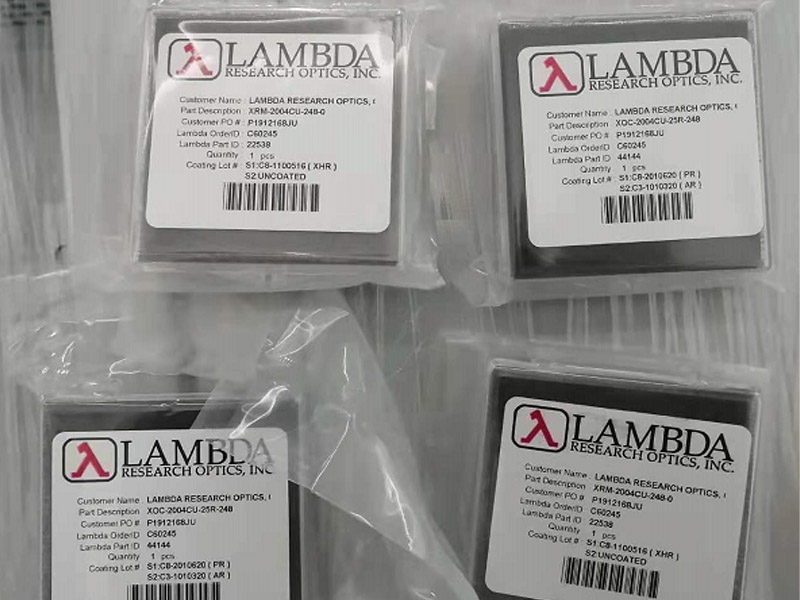 λ LAMBDA
RESEARCH OPTICS, INC.
Customer Name : LAMBDA RESEARCH OPTICS, (
Part Description : XRM-2004CU-248-0
Customer PO # : P1912168JU
Lambda OrderID : C60245
Lambda Part ID : 22538
Quantity : 1 pcs
Coating Lot # : S1:C8-1100516 ( XHR )
S2:UNCOATED
λ LAMBDA
RESEARCH OPTICS, INC.
Customer Name : LAMBDA RESEARCH OPTICS, (
Part Description : XOC-2004CU-25R-248
Customer PO # : P1912168JU
Lambda OrderID : C60245
Lambda Part ID : 44144
Quantity : 1 pcs
Coating Lot # : S1:C8-2010620 ( PR )
S2:C3-1010320 ( AR )
λ LAMBDA
RESEARCH OPTICS, INC
Customer Name : LAMBDA RESEARCH OPTICS, (
Part Description : XOC-2004CU-25R-248
Customer PO # : P1912168JU
Lambda OrderID : C60245
Lambda Part ID : 44144
Quantity : 1 pcs
Coating Lot # : S1:C8-2010620 ( PR )
S2:C3-1010320 ( AR )
λ LAMBDA
RESEARCH OPTICS, INC.
Customer Name : LAMBDA RESEARCH OPTICS, (
Part Description : XRM-2004CU-248-0
Customer PO # : P1912168JU
Lambda OrderID : C60245
Lambda Part ID : 22538
Quantity : 1 pcs
Coating Lot # : S1:C8-1100516 ( XHR )
S2:UNCOATED